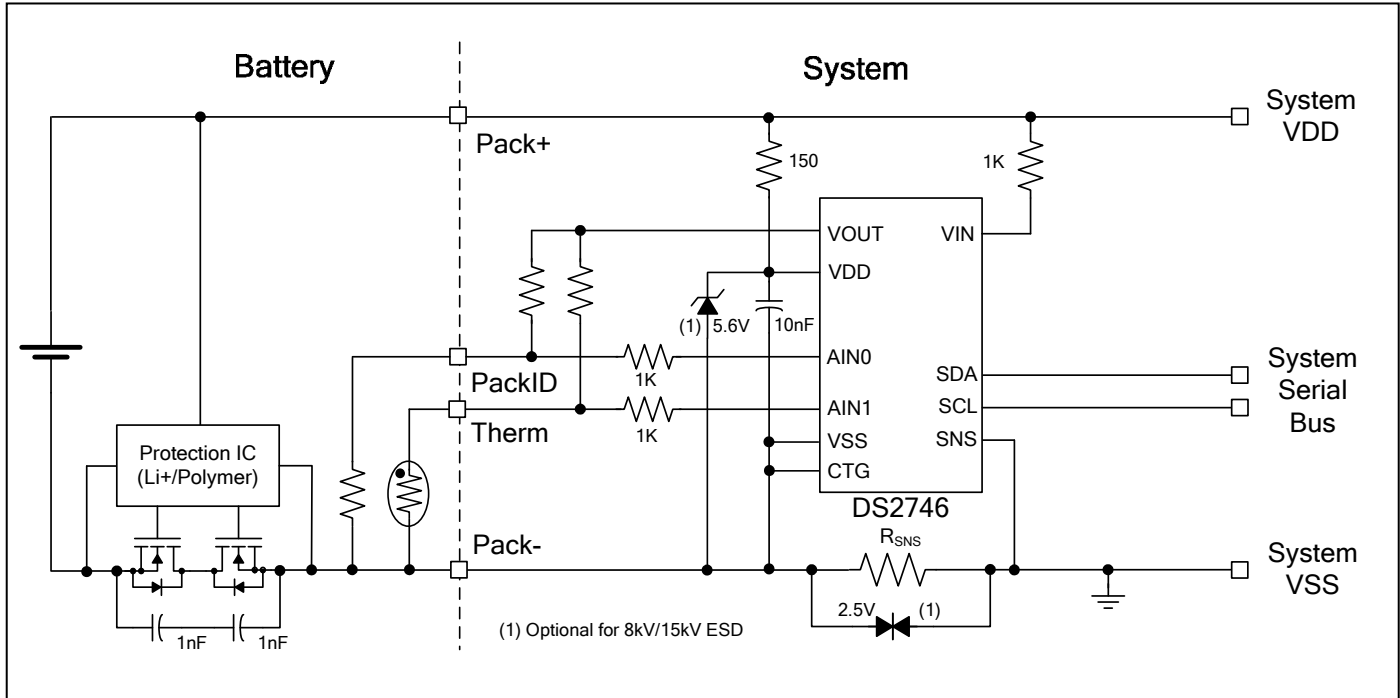 Battery
System
System
VDD
Pack+
150
1K
VOUT
VIN
VDD
(1)
5.6V
10nF
AIN0
PackID
1K
SDA
System
Serial
Bus
AIN1
SCL
Therm
1K
VSS
SNS
Protection IC
(Li+/Polymer)
CTG
DS2746
Pack-
RSNS
System
VSS
2.5V
(1)
1nF
1nF
(1) Optional for 8kV/15kV ESD